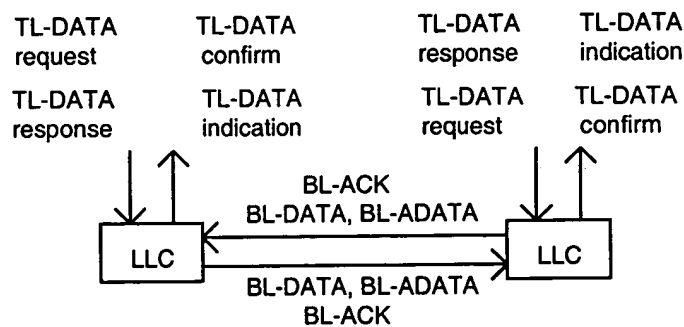 TL-DATA request
TL-DATA confirm
TL-DATA response
TL-DATA indication
TL-DATA response
TL-DATA indication
TL-DATA request
TL-DATA confirm
BL-ACK
BL-DATA, BL-ADATA
LLC
LLC
BL-DATA, BL-ADATA
BL-ACK